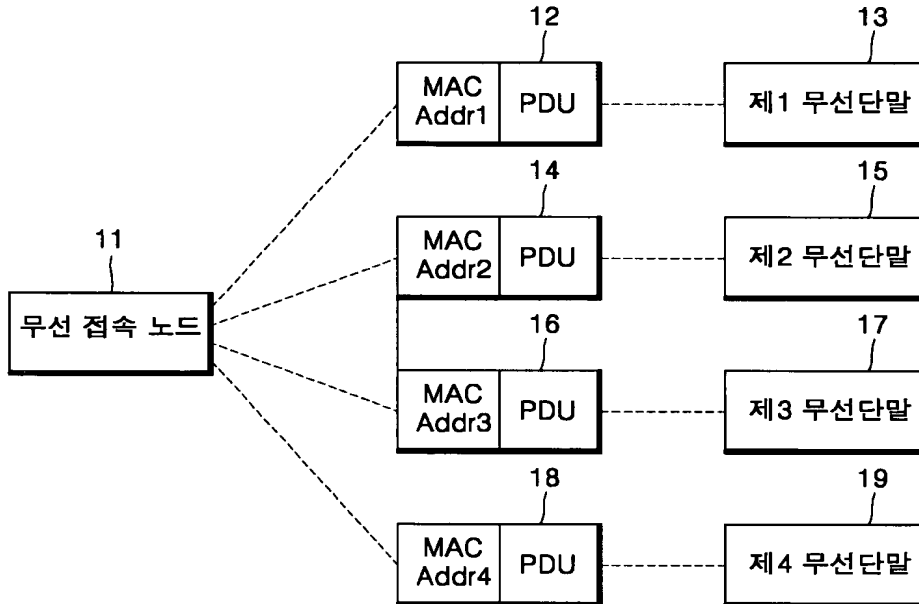 12
13
MAC
Addr1
PDU
제1 무선단말
14
15
11
MAC
Addr2
PDU
제2 무선단말
무선 접속 노드
16
17
MAC
Addr3
PDU
제3 무선단말
18
19
MAC
Addr4
PDU
제4 무선단말